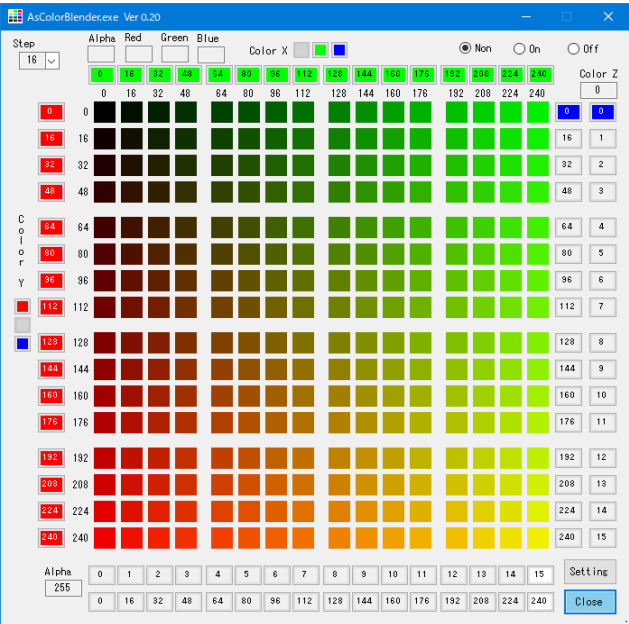 AsColorBlender.exe Ver 0.20
Step
16
Alpha Red Green Blue
Color X
Non On Off
0 16 32 48 64 80 96 112 128 144 160 176 192 208 224 240
Color Z
0
0 16 32 48 64 80 96 112 128 144 160 176 192 208 224 240
0 0 0 0
16 16 16 1
32 32 32 2
48 48 48 3
Color Y
64 64 64 4
80 80 80 5
96 96 96 6
112 112 112 7
128 128 128 8
144 144 144 9
160 160 160 10
176 176 176 11
192 192 192 12
208 208 208 13
224 224 224 14
240 240 240 15
Alpha
255
0 1 2 3 4 5 6 7 8 9 10 11 12 13 14 15
Setting
0 16 32 48 64 80 96 112 128 144 160 176 192 208 224 240
Close